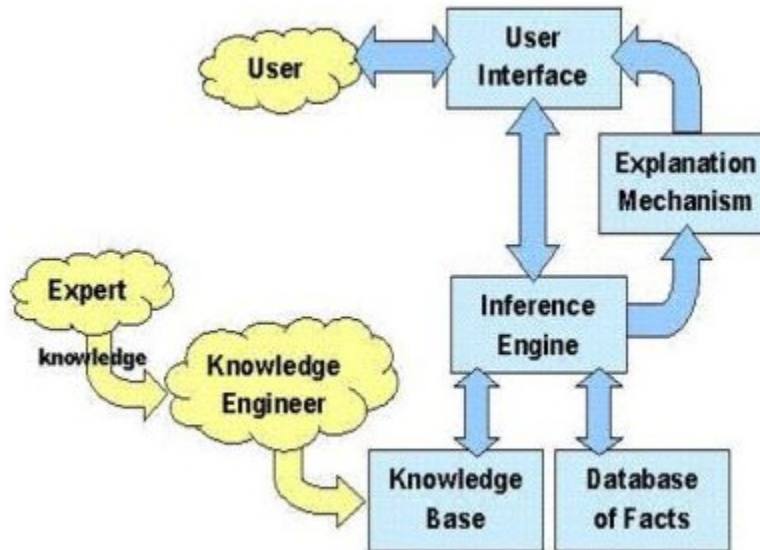 User
User
Interface
Explanation
Mechanism
Expert
knowledge
Inference
Engine
Knowledge
Engineer
Knowledge
Base
Database
of Facts